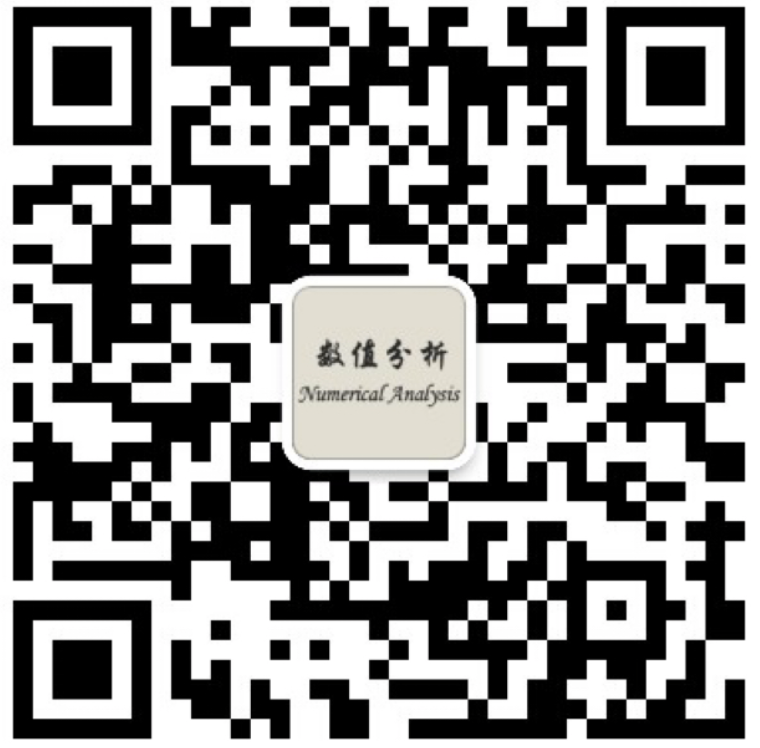 数值分析
Numerical Analysis